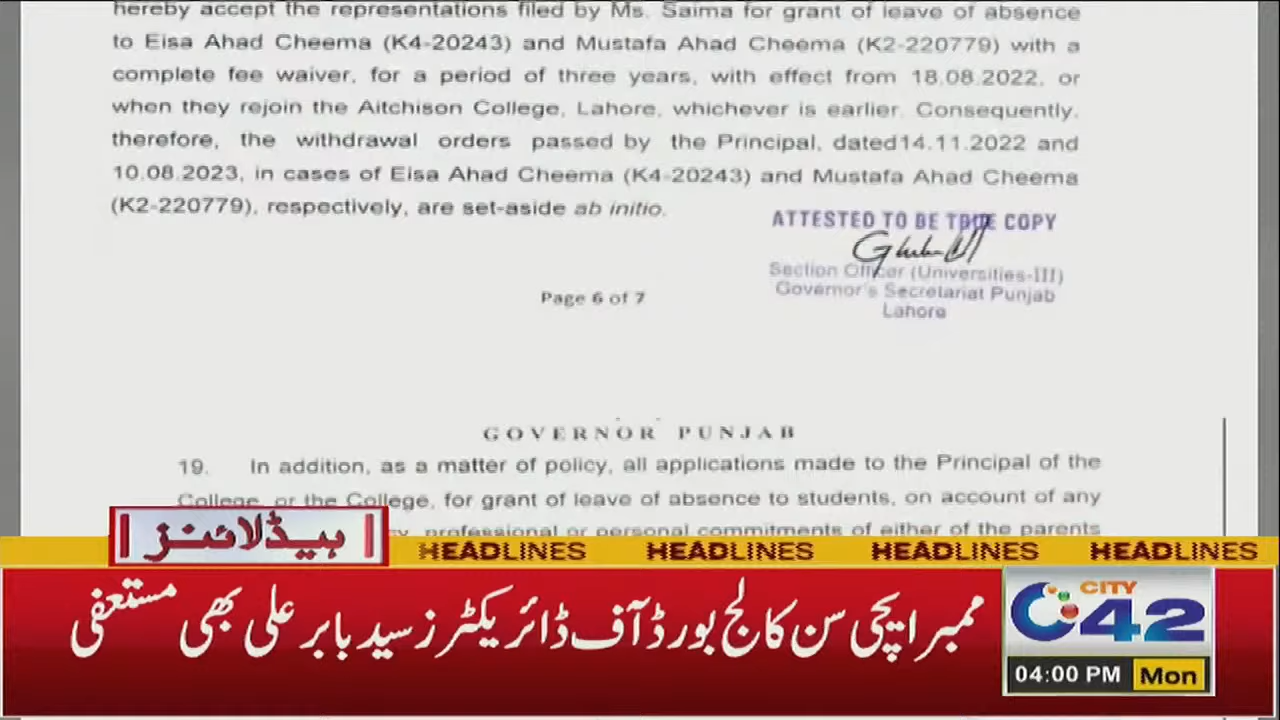 hereby accept the representations filed by Ms. Saima for grant of leave of absence
to Eisa Ahad Cheema (K4-20243) and Mustafa Ahad Cheema (K2-220779) with a
complete fee waiver, for a period of three years, with effect from 18.08.2022, or
when they rejoin the Aitchison College, Lahore, whichever is earlier. Consequently,
therefore, the withdrawal orders passed by the Principal, dated14.11.2022 and
10.08.2023, in cases of Eisa Ahad Cheema (K4-20243) and Mustafa Ahad Cheema
(K2-220779), respectively, are set-aside ab initio.
ATTESTED TO BE TRUE COPY
Section Officer (Universities-III)
Governor's Secretariat Punjab
Lahore
Page 6 of 7
GOVERNOR PUNJAB
19. In addition, as a matter of policy, all applications made to the Principal of the
College, or the College, for grant of leave of absence to students, on account of any
professional or personal commitments of either of the parents
ہیڈلائنز
HEADLINES HEADLINES HEADLINES HEADLINES
ممبر ایچی سن کالج بورڈ آف ڈائریکٹرز سید بابر علی بھی مستعفی
CITY
42
04:00 PM Mon